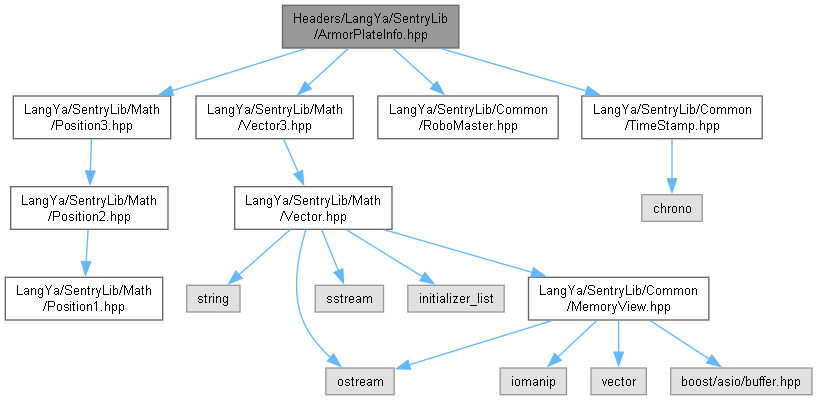 Headers/LangYa/SentryLib
/ArmorPlateInfo.hpp
LangYa/SentryLib/Math
/Position3.hpp
LangYa/SentryLib/Math
/Vector3.hpp
LangYa/SentryLib/Common
/RoboMaster.hpp
LangYa/SentryLib/Common
/TimeStamp.hpp
LangYa/SentryLib/Math
/Position2.hpp
LangYa/SentryLib/Math
/Vector.hpp
chrono
LangYa/SentryLib/Math
/Position1.hpp
string
sstream
initializer_list
LangYa/SentryLib/Common
/MemoryView.hpp
ostream
iomanip
vector
boost/asio/buffer.hpp